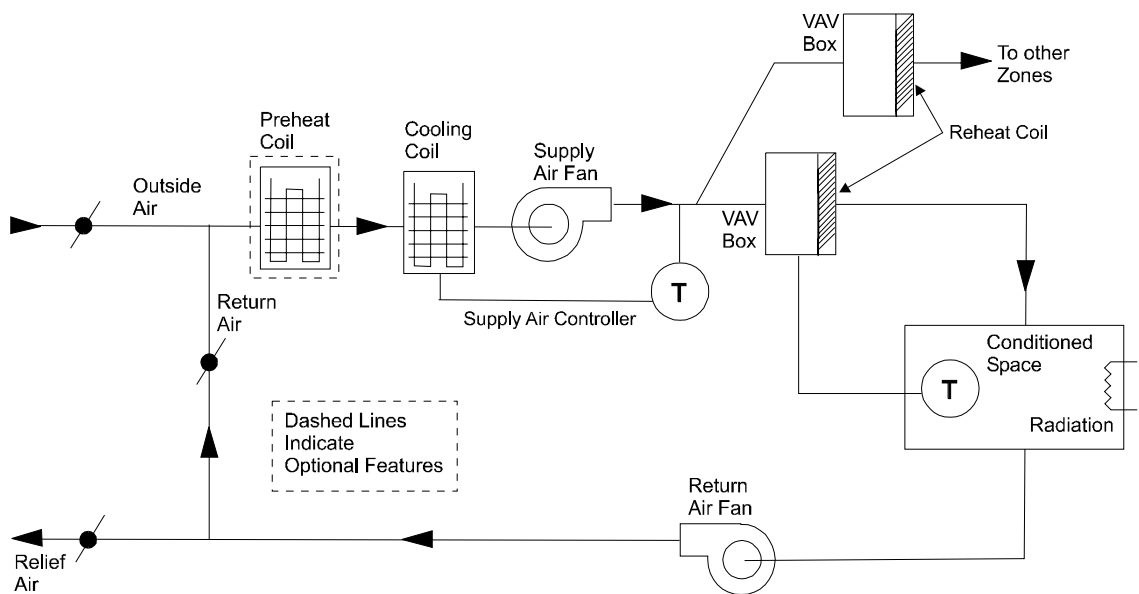 VAV
Box
To other
Zones
Reheat Coil
Preheat
Coil
Cooling
Coil
Supply
Air Fan
Outside
Air
VAV
Box
T
Supply Air Controller
Return
Air
Conditioned
Space
T
Radiation
Dashed Lines
Indicate
Optional Features
Return
Air Fan
Relief
Air